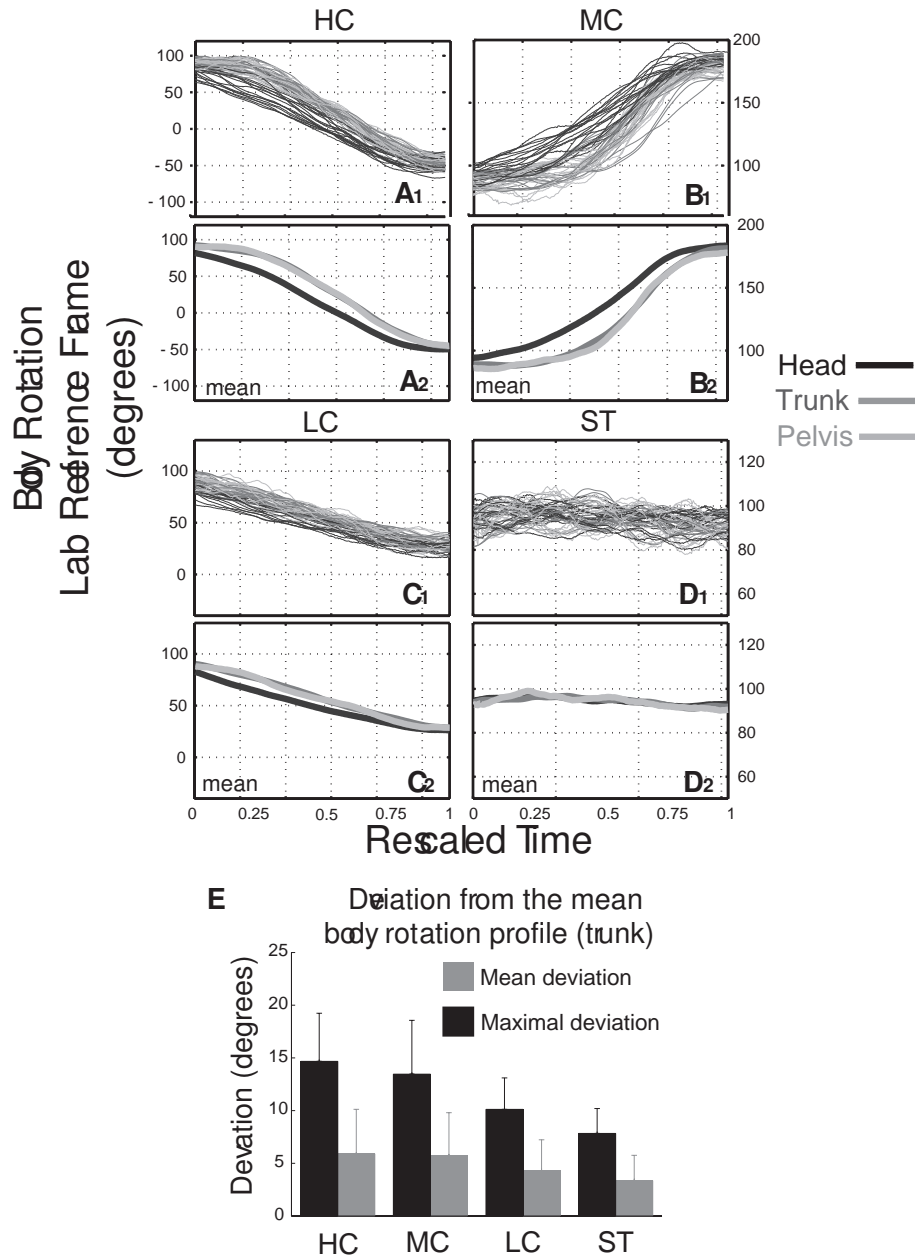 HC MC
100
50
0
- 50
- 100
A1
200
150
100
B1
100
50
0
- 50
- 100
mean
A2
200
150
100
mean
B2
Body Rotation
Lab Reference Frame
(degrees)
Head
Trunk
Pelvis
LC ST
100
50
0
C1
120
100
80
60
D1
100
50
0
mean
C2
120
100
80
60
mean
D2
0 0.25 0.5 0.75 1 0 0.25 0.5 0.75 1
Rescaled Time
E Deviation from the mean
body rotation profile (trunk)
Devation (degrees)
25
20
15
10
5
0
Mean deviation
Maximal deviation
HC MC LC ST